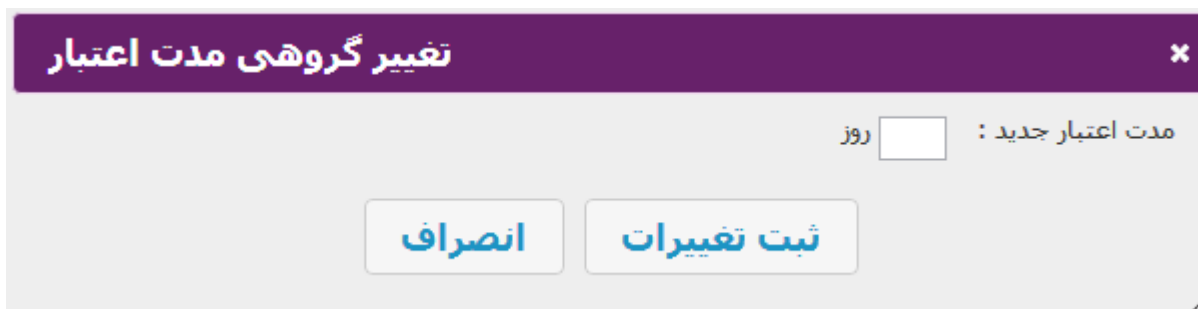 تغییر گروهی مدت اعتبار
مدت اعتبار جدید : روز
ثبت تغییرات انصراف